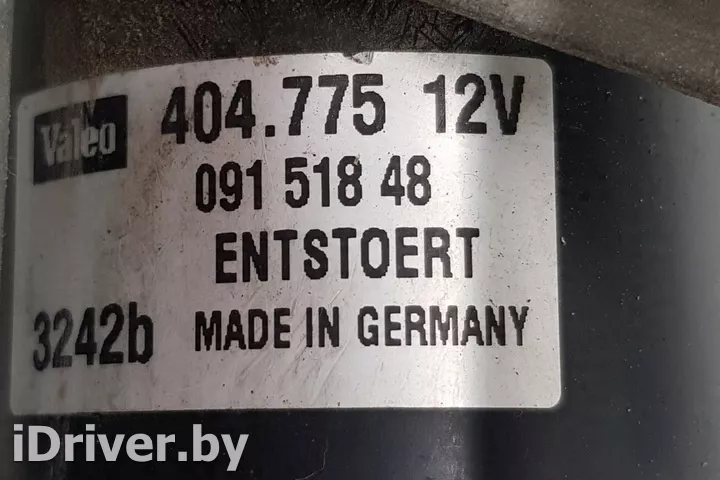 Valeo 404.775 12V
091 518 48
ENTSTOERT
3242b MADE IN GERMANY
iDriver.by